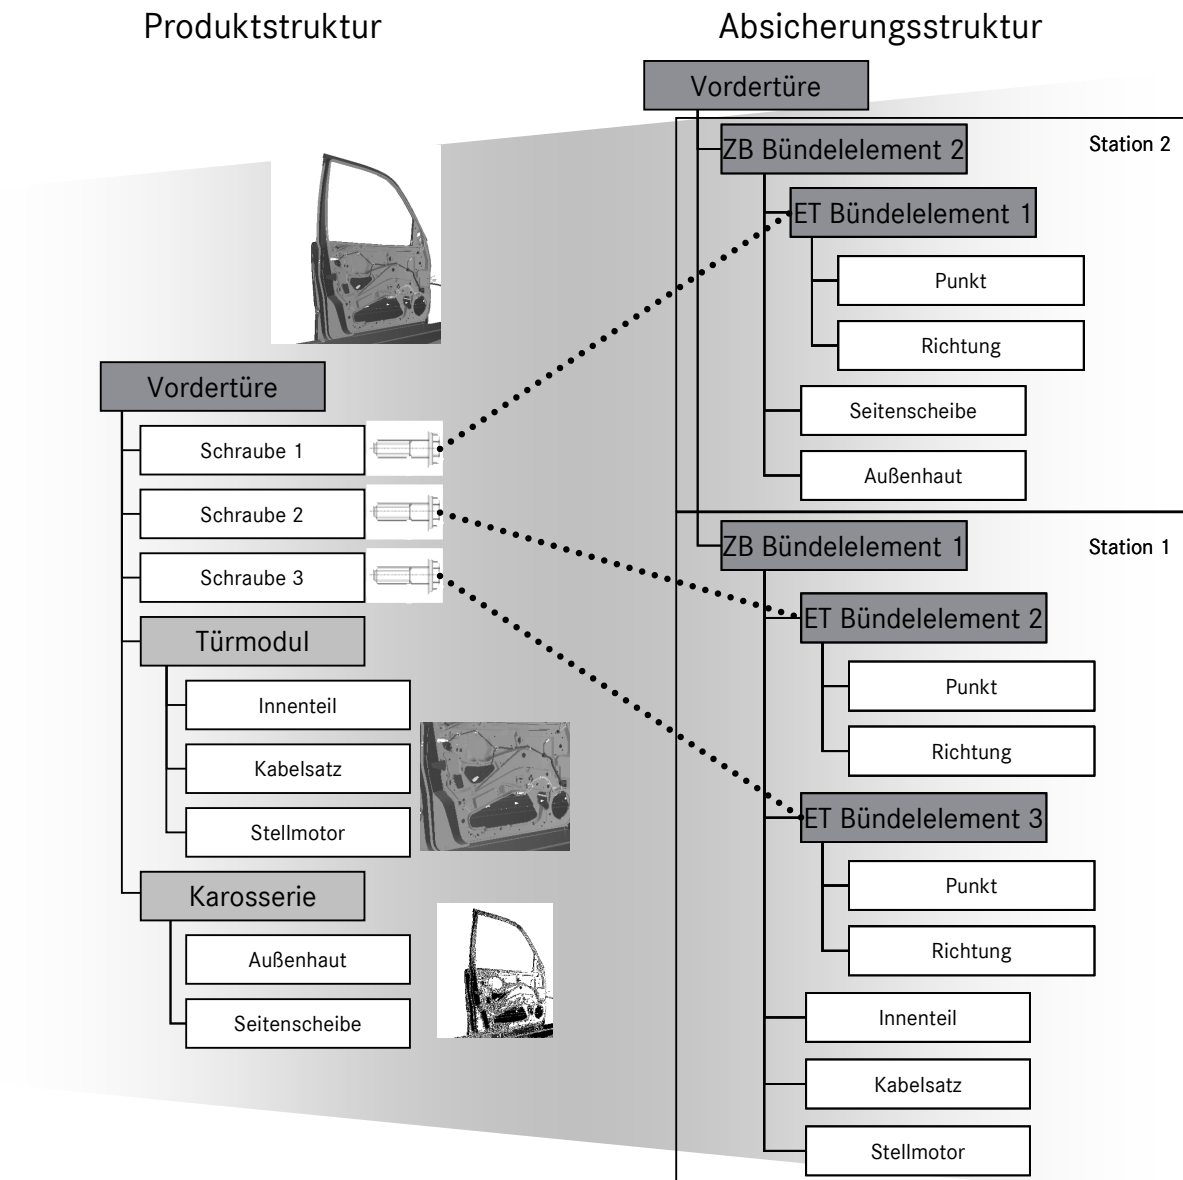 Produktstruktur
Vordertüre
Schraube 1
Schraube 2
Schraube 3
Türmodul
Innenteil
Kabelsatz
Stellmotor
Karosserie
Außenhaut
Seitenscheibe
Absicherungsstruktur
Vordertüre
Station 2
ZB Bündelelement 2
ET Bündelelement 1
Punkt
Richtung
Seitenscheibe
Außenhaut
Station 1
ZB Bündelelement 1
ET Bündelelement 2
Punkt
Richtung
ET Bündelelement 3
Punkt
Richtung
Innenteil
Kabelsatz
Stellmotor